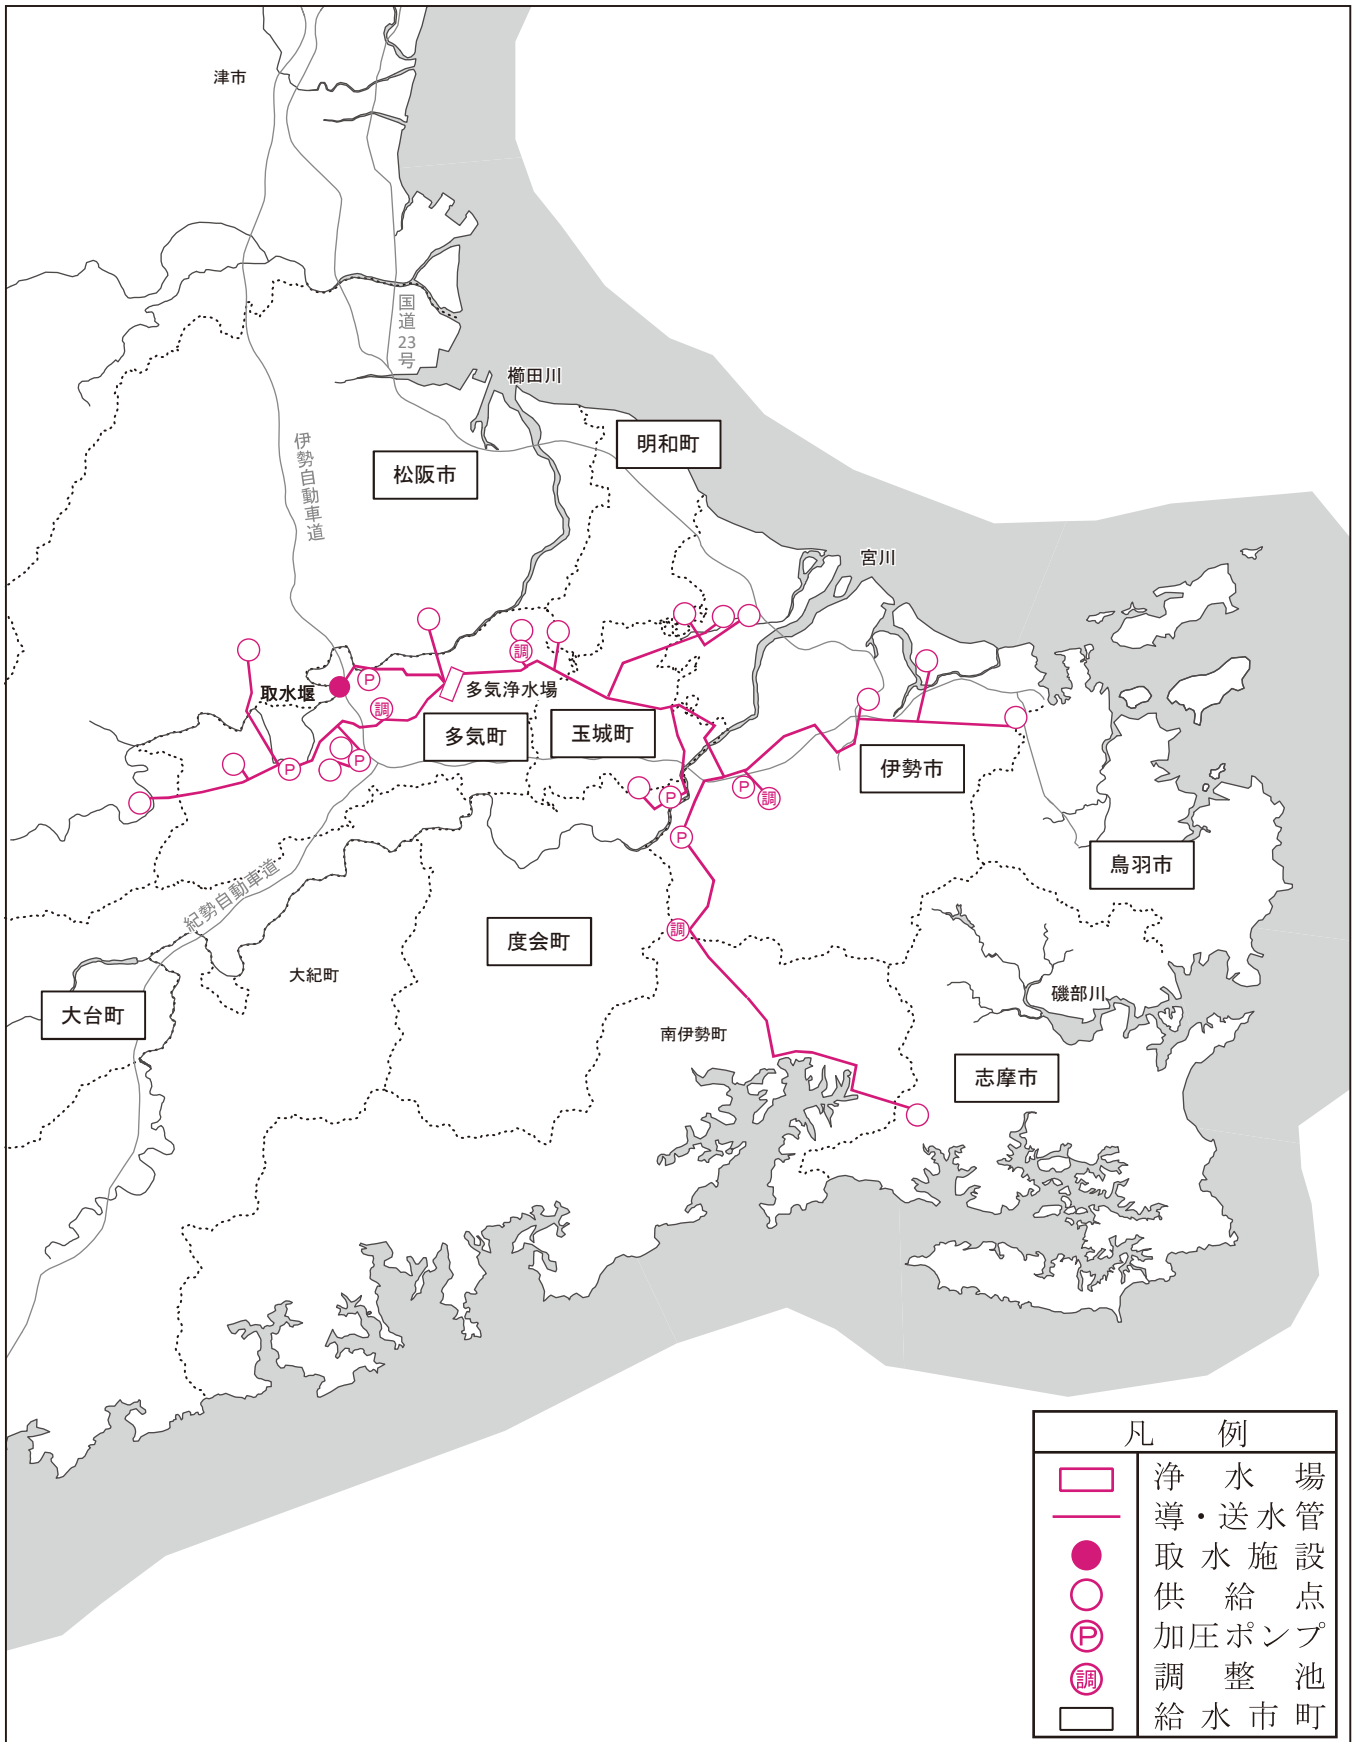 津市
国道23号
櫛田川
明和町
伊勢自動車道
松阪市
宮川
取水堰
P
調
多気浄水場
調
多気町
玉城町
P
P
伊勢市
P
P
調
P
鳥羽市
紀勢自動車道
調
度会町
大紀町
大台町
磯部川
南伊勢町
志摩市
凡例
浄水場
導・送水管
取水施設
供給点
P 加圧ポンプ
調 調整池
給水市町